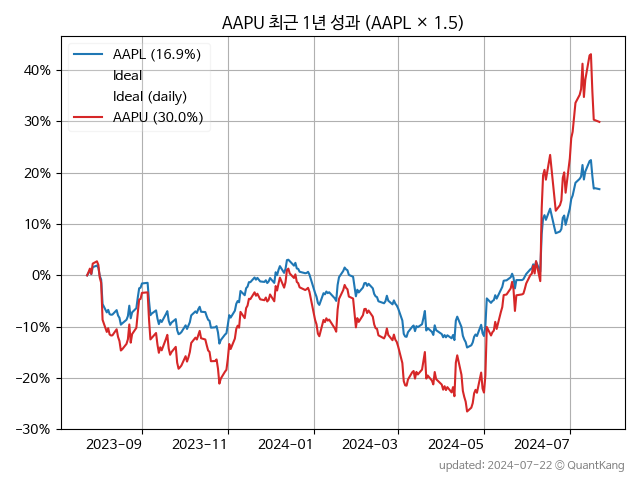 AAPU 최근 1년 성과 (AAPL × 1.5)
AAPL (16.9%)
Ideal
Ideal (daily)
AAPU (30.0%)
40%
30%
20%
10%
0%
−10%
−20%
−30%
2023-09 2023-11 2024-01 2024-03 2024-05 2024-07
updated: 2024-07-22 © QuantKang